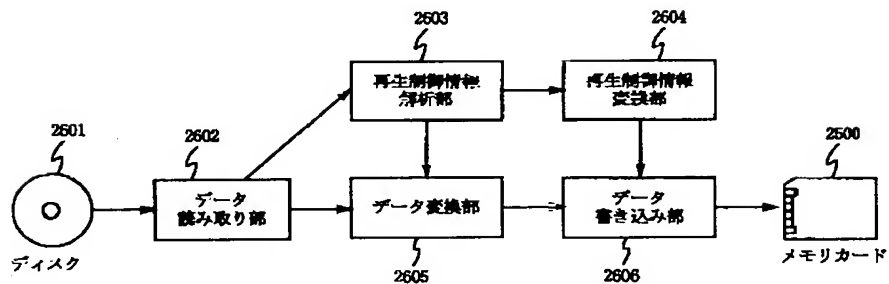 2603
2604
再生制御情報
解析部
再生制御情報
変換部
2601
2602
2500
データ
読み取り部
データ変換部
データ
書き込み部
ディスク
2605
2606
メモリカード